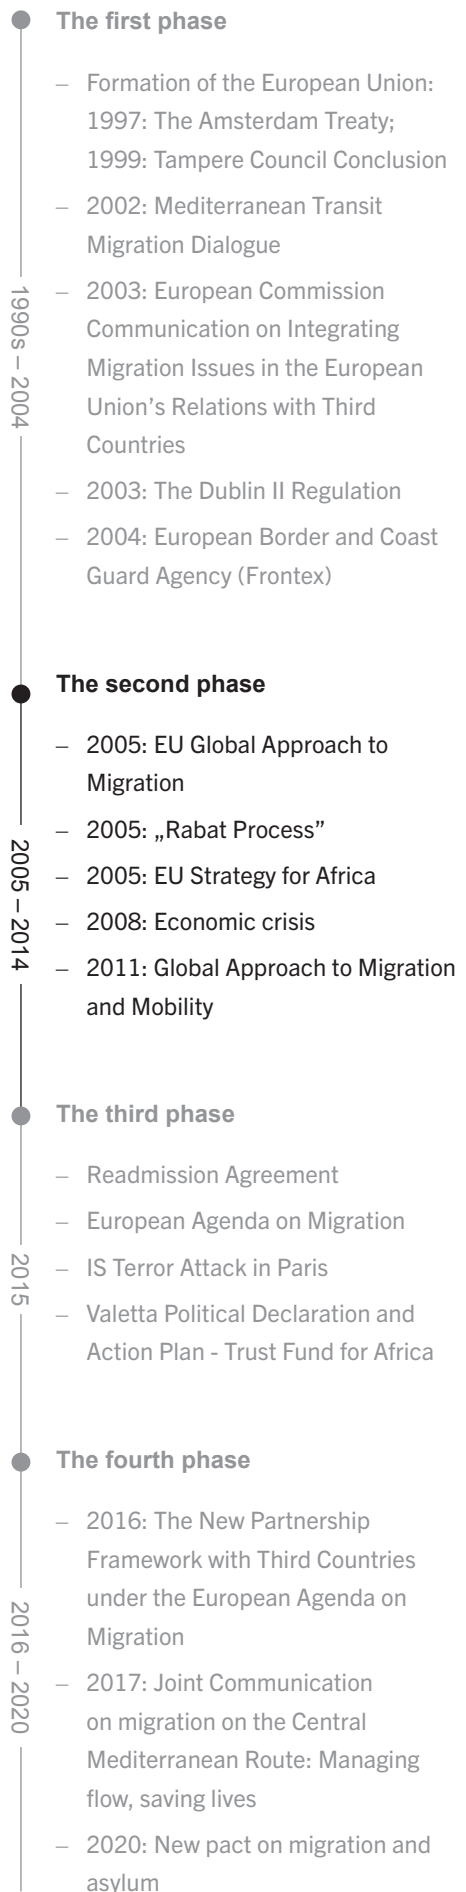 The first phase
– Formation of the European Union:
1997: The Amsterdam Treaty;
1999: Tampere Council Conclusion
– 2002: Mediterranean Transit
Migration Dialogue
– 2003: European Commission
Communication on Integrating
Migration Issues in the European
Union’s Relations with Third
Countries
– 2003: The Dublin II Regulation
– 2004: European Border and Coast
Guard Agency (Frontex)
1990s – 2004
The second phase
– 2005: EU Global Approach to
Migration
– 2005: „Rabat Process”
– 2005: EU Strategy for Africa
– 2008: Economic crisis
– 2011: Global Approach to Migration
and Mobility
2005 – 2014
The third phase
– Readmission Agreement
– European Agenda on Migration
– IS Terror Attack in Paris
– Valetta Political Declaration and
Action Plan - Trust Fund for Africa
2015
The fourth phase
– 2016: The New Partnership
Framework with Third Countries
under the European Agenda on
Migration
– 2017: Joint Communication
on migration on the Central
Mediterranean Route: Managing
flow, saving lives
– 2020: New pact on migration and
asylum
2016 – 2020